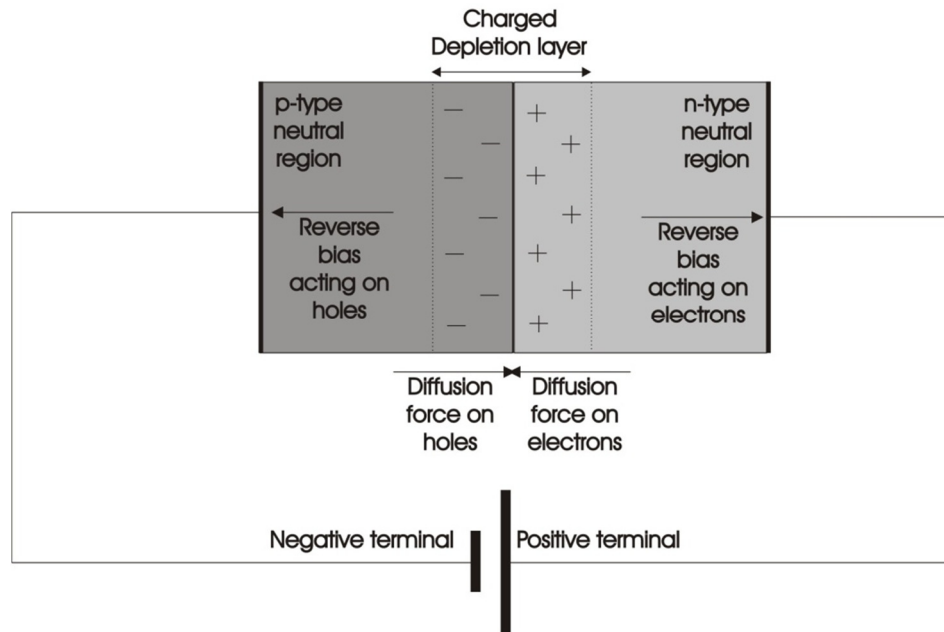 Charged
Depletion layer
p-type
neutral
region
n-type
neutral
region
Reverse
bias
acting on
holes
Reverse
bias
acting on
electrons
Diffusion
force on
holes
Diffusion
force on
electrons
Negative terminal
Positive terminal